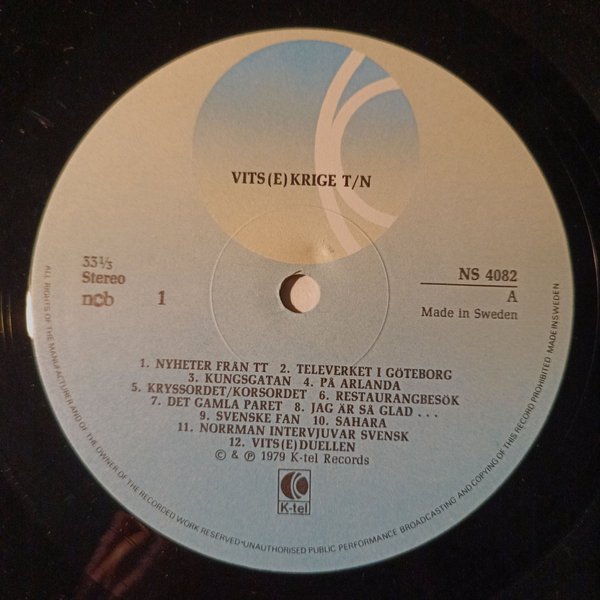 VITS(E)KRIGE T/N
33⅓
Stereo
ncb 1
NS 4082
A
Made in Sweden
1. NYHETER FRÅN TT 2. TELEVERKET I GÖTEBORG
3. KUNGSGATAN 4. PÅ ARLANDA
5. KRYSSORDET/KORSORDET 6. RESTAURANGBESÖK
7. DET GAMLA PARET 8. JAG ÄR SÅ GLAD . . .
9. SVENSKE FAN 10. SAHARA
11. NORRMAN INTERVJUVAR SVENSK
12. VITS(E)DUELLEN
© & ℗ 1979 K-tel Records
K-tel
ALL RIGHTS OF THE MANUFACTURER AND OF THE OWNER OF THE RECORDED WORK RESERVED•UNAUTHORISED PUBLIC PERFORMANCE BROADCASTING AND COPYING OF THIS RECORD PROHIBITED MADE IN SWEDEN